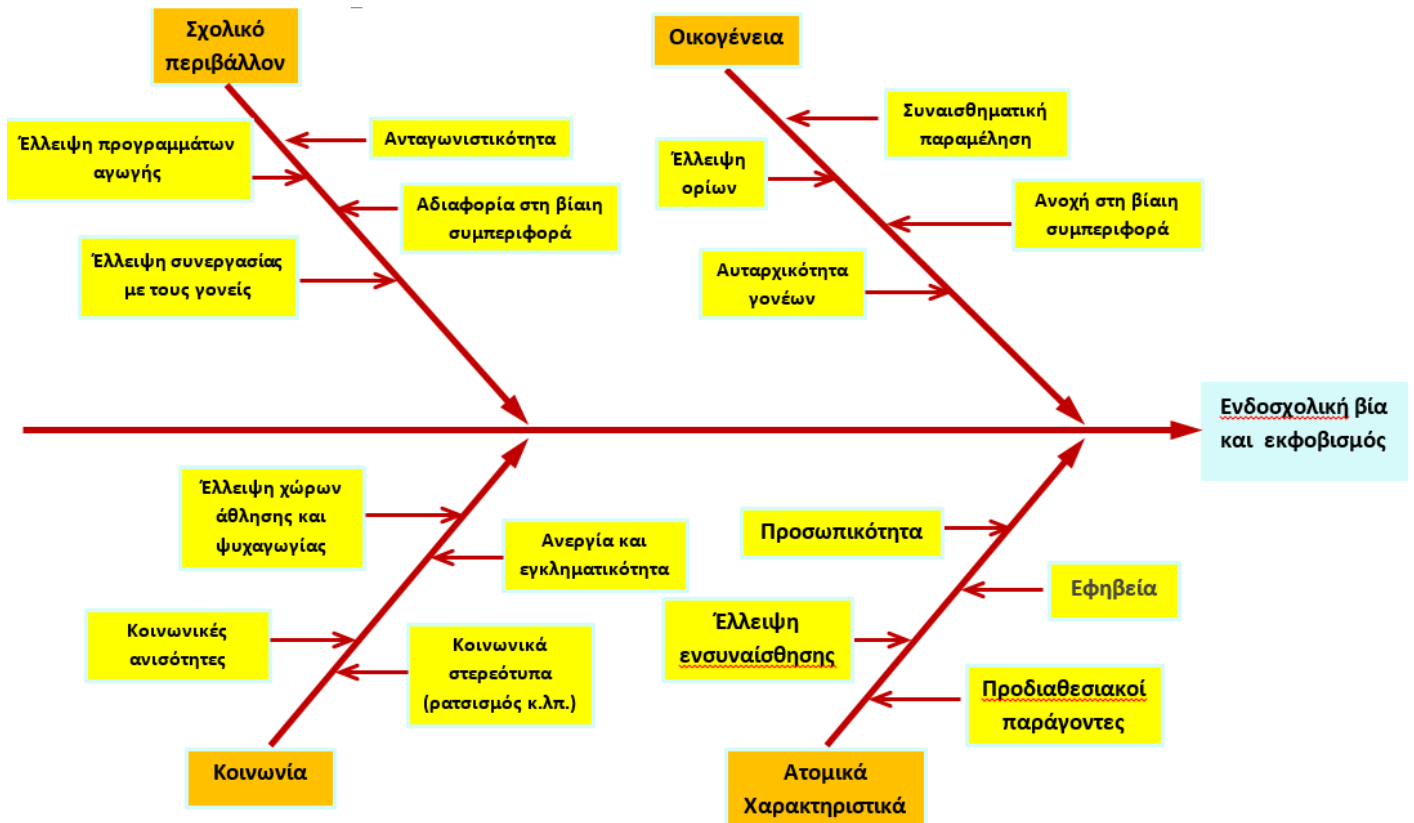 Σχολικό
περιβάλλον
Οικογένεια
Έλλειψη προγραμμάτων
αγωγής
Ανταγωνιστικότητα
Αδιαφορία στη βίαιη
συμπεριφορά
Έλλειψη συνεργασίας
με τους γονείς
Συναισθηματική
παραμέληση
Έλλειψη
ορίων
Ανοχή στη βίαιη
συμπεριφορά
Αυταρχικότητα
γονέων
Ενδοσχολική βία
και εκφοβισμός
Έλλειψη χώρων
άθλησης και
ψυχαγωγίας
Ανεργία και
εγκληματικότητα
Κοινωνικές
ανισότητες
Κοινωνικά
στερεότυπα
(ρατσισμός κ.λπ.)
Προσωπικότητα
Εφηβεία
Έλλειψη
ενσυναίσθησης
Προδιαθεσιακοί
παράγοντες
Κοινωνία
Ατομικά
Χαρακτηριστικά